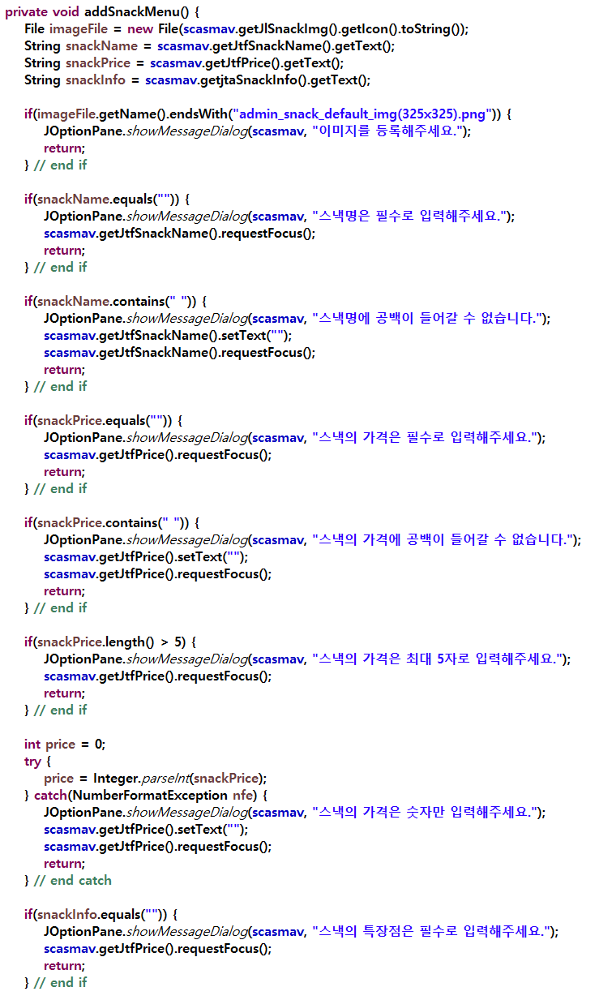 private void addSnackMenu() {
File imageFile = new File(scasmav.getJlSnackImg().getIcon().toString());
String snackName = scasmav.getJtfSnackName().getText();
String snackPrice = scasmav.getJtfPrice().getText();
String snackInfo = scasmav.getjtaSnackInfo().getText();
if(imageFile.getName().endsWith("admin_snack_default_img(325x325).png")) {
JOptionPane.showMessageDialog(scasmav, "이미지를 등록해주세요.");
return;
} // end if
if(snackName.equals("")) {
JOptionPane.showMessageDialog(scasmav, "스낵명은 필수로 입력해주세요.");
scasmav.getJtfSnackName().requestFocus();
return;
} // end if
if(snackName.contains(" ")) {
JOptionPane.showMessageDialog(scasmav, "스낵명에 공백이 들어갈 수 없습니다.");
scasmav.getJtfSnackName().setText("");
scasmav.getJtfSnackName().requestFocus();
return;
} // end if
if(snackPrice.equals("")) {
JOptionPane.showMessageDialog(scasmav, "스낵의 가격은 필수로 입력해주세요.");
scasmav.getJtfPrice().requestFocus();
return;
} // end if
if(snackPrice.contains(" ")) {
JOptionPane.showMessageDialog(scasmav, "스낵의 가격에 공백이 들어갈 수 없습니다.");
scasmav.getJtfPrice().setText("");
scasmav.getJtfPrice().requestFocus();
return;
} // end if
if(snackPrice.length() > 5) {
JOptionPane.showMessageDialog(scasmav, "스낵의 가격은 최대 5자로 입력해주세요.");
scasmav.getJtfPrice().requestFocus();
return;
} // end if
int price = 0;
try {
price = Integer.parseInt(snackPrice);
} catch(NumberFormatException nfe) {
JOptionPane.showMessageDialog(scasmav, "스낵의 가격은 숫자만 입력해주세요.");
scasmav.getJtfPrice().setText("");
scasmav.getJtfPrice().requestFocus();
return;
} // end catch
if(snackInfo.equals("")) {
JOptionPane.showMessageDialog(scasmav, "스낵의 특장점은 필수로 입력해주세요.");
scasmav.getJtfPrice().requestFocus();
return;
} // end if